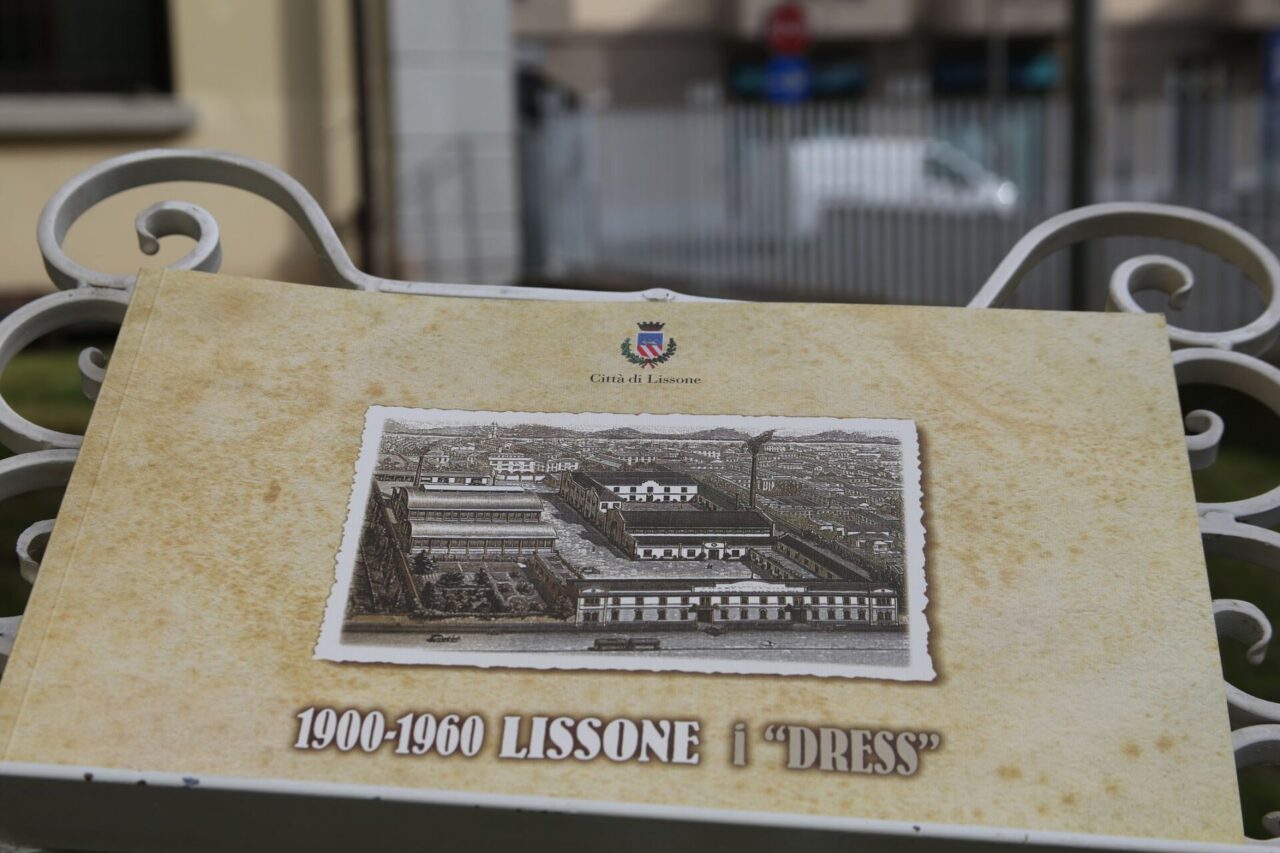 Città di Lissone
1900-1960 LISSONE i “DRESS”